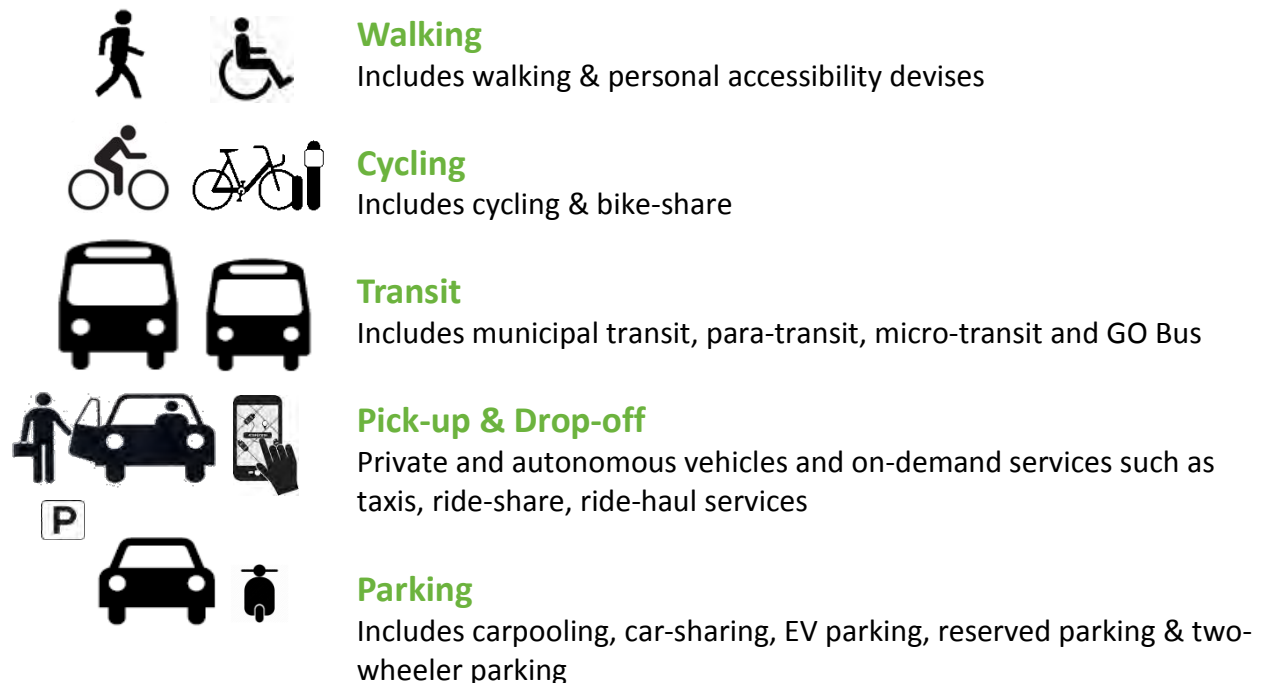 Walking
Includes walking & personal accessibility devises
Cycling
Includes cycling & bike-share
Transit
Includes municipal transit, para-transit, micro-transit and GO Bus
Pick-up & Drop-off
Private and autonomous vehicles and on-demand services such as
taxis, ride-share, ride-haul services
P
Parking
Includes carpooling, car-sharing, EV parking, reserved parking & two-
wheeler parking